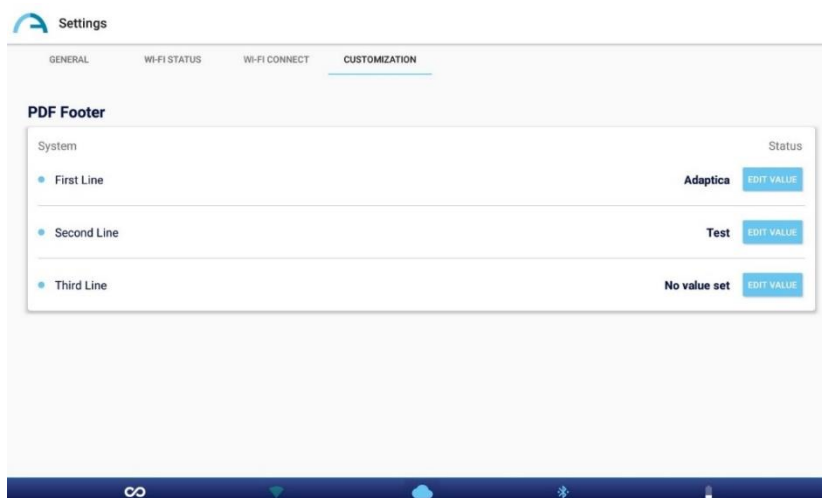 Settings
GENERAL WI-FI STATUS WI-FI CONNECT CUSTOMIZATION
PDF Footer
System Status
First Line Adaptica EDIT VALUE
Second Line Test EDIT VALUE
Third Line No value set EDIT VALUE